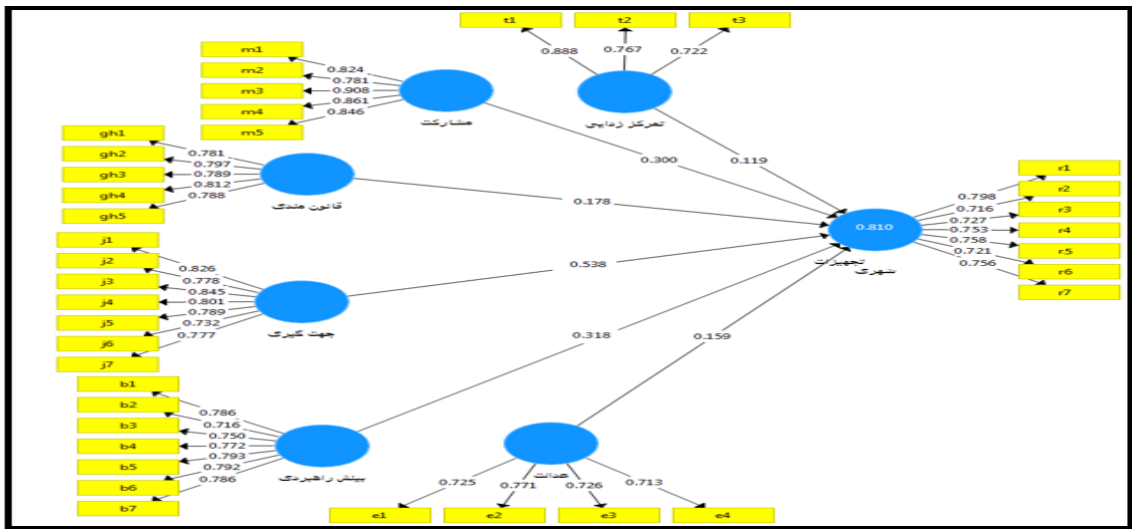 t1
t2
t3
0.888
0.767
0.722
تمرکز زدایی
m1
m2
m3
m4
m5
0.824
0.781
0.908
0.861
0.846
مشارکت
gh1
gh2
gh3
gh4
gh5
0.781
0.797
0.789
0.812
0.788
قانون مندی
j1
j2
j3
j4
j5
j6
j7
0.826
0.778
0.845
0.801
0.789
0.732
0.777
جهت گیری
b1
b2
b3
b4
b5
b6
b7
0.786
0.716
0.750
0.772
0.793
0.792
0.786
بینش راهبردی
0.725
0.771
0.726
0.713
عدالت
e1
e2
e3
e4
0.119
0.300
0.178
0.538
0.318
0.159
0.810
تجهیزات
شهری
0.798
0.716
0.727
0.753
0.758
0.721
0.756
r1
r2
r3
r4
r5
r6
r7